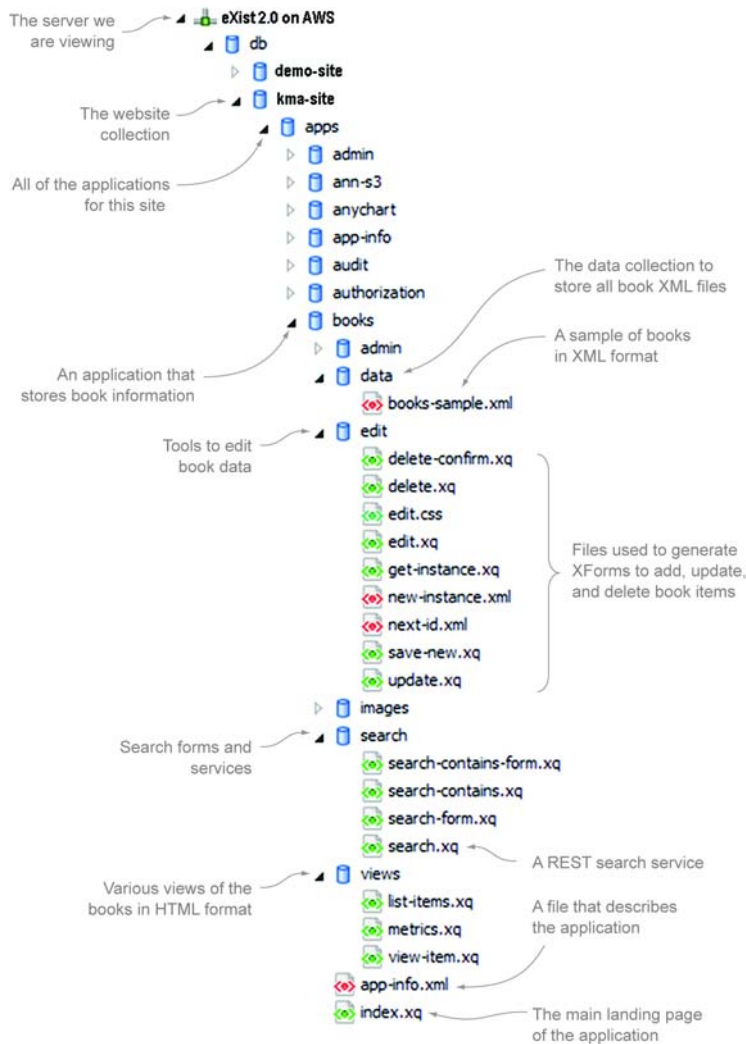 The server we
are viewing
eXist 2.0 on AWS
db
demo-site
The website
collection
kma-site
apps
All of the applications
for this site
admin
ann-s3
anychart
app-info
audit
authorization
The data collection to
store all book XML files
books
An application that
stores book information
admin
data
A sample of books
in XML format
books-sample.xml
Tools to edit
book data
edit
delete-confirm.xq
delete.xq
edit.css
edit.xq
get-instance.xq
new-instance.xml
next-id.xml
save-new.xq
update.xq
Files used to generate
XForms to add, update,
and delete book items
images
Search forms and
services
search
search-contains-form.xq
search-contains.xq
search-form.xq
search.xq
A REST search service
Various views of the
books in HTML format
views
list-items.xq
metrics.xq
view-item.xq
A file that describes
the application
app-info.xml
index.xq
The main landing page
of the application